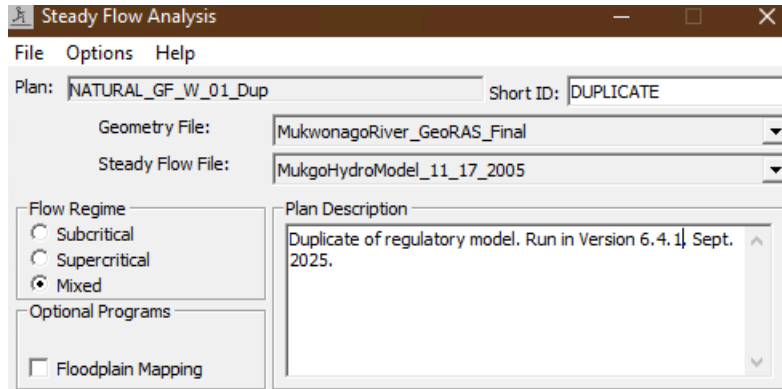 Steady Flow Analysis
File Options Help
Plan: NATURAL_GF_W_01_Dup Short ID: DUPLICATE
Geometry File: MukwonagoRiver_GeoRAS_Final
Steady Flow File: MukgoHydroModel_11_17_2005
Flow Regime
Subcritical
Supercritical
Mixed
Optional Programs
Floodplain Mapping
Plan Description
Duplicate of regulatory model. Run in Version 6.4.1. Sept.
2025.